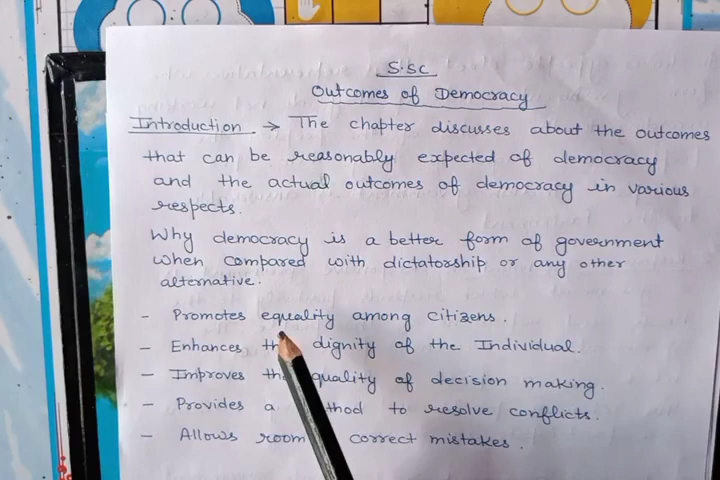 S.Sc
Outcomes of Democracy
Introduction → The chapter discusses about the outcomes
that can be reasonably expected of democracy
and the actual outcomes of democracy in various
respects.
Why democracy is a better form of government
when compared with dictatorship or any other
alternative.
- Promotes equality among citizens.
- Enhances the dignity of the Individual.
- Improves the quality of decision making.
- Provides a to resolve conflicts.
- Allows room correct mistakes.